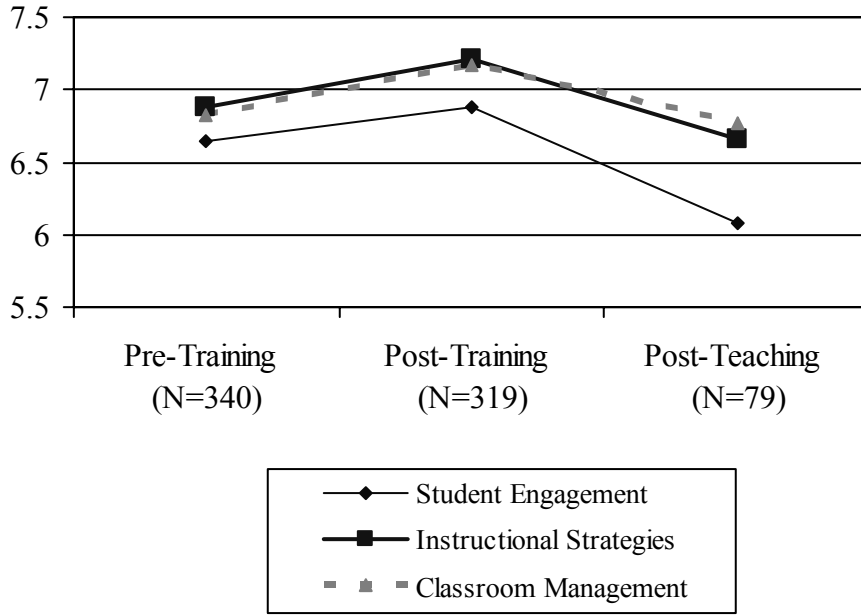 7.5
7
6.5
6
5.5
Pre-Training Post-Training Post-Teaching
(N=340) (N=319) (N=79)
Student Engagement
Instructional Strategies
Classroom Management